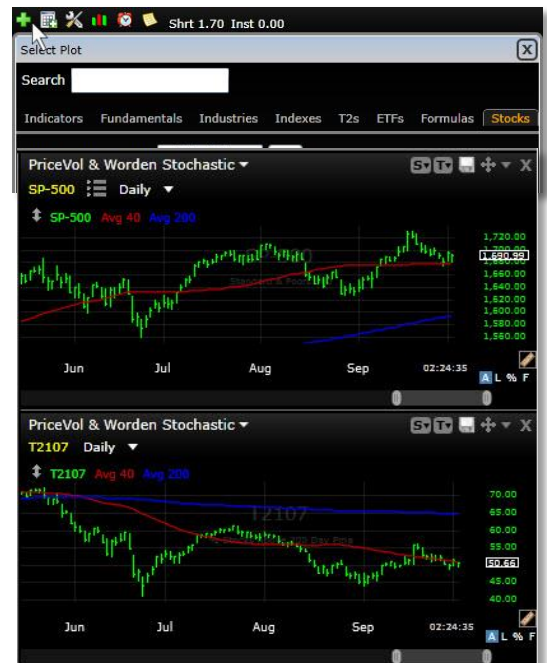 Shrt 1.70 Inst 0.00
Select Plot
X
Search
Indicators Fundamentals Industries Indexes T2s ETFs Formulas Stocks
PriceVol & Worden Stochastic
X
SP-500 Daily
SP-500 Avg 40 Avg 200
1,720.00
1,690.99
1,660.00
1,640.00
1,620.00
1,600.00
1,580.00
1,560.00
Jun Jul Aug Sep 02:24:35
A L % F
PriceVol & Worden Stochastic
X
T2107 Daily
T2107 Avg 40 Avg 200
T2107
70.00
65.00
60.00
55.00
50.66
45.00
40.00
Jun Jul Aug Sep 02:24:35
A L % F